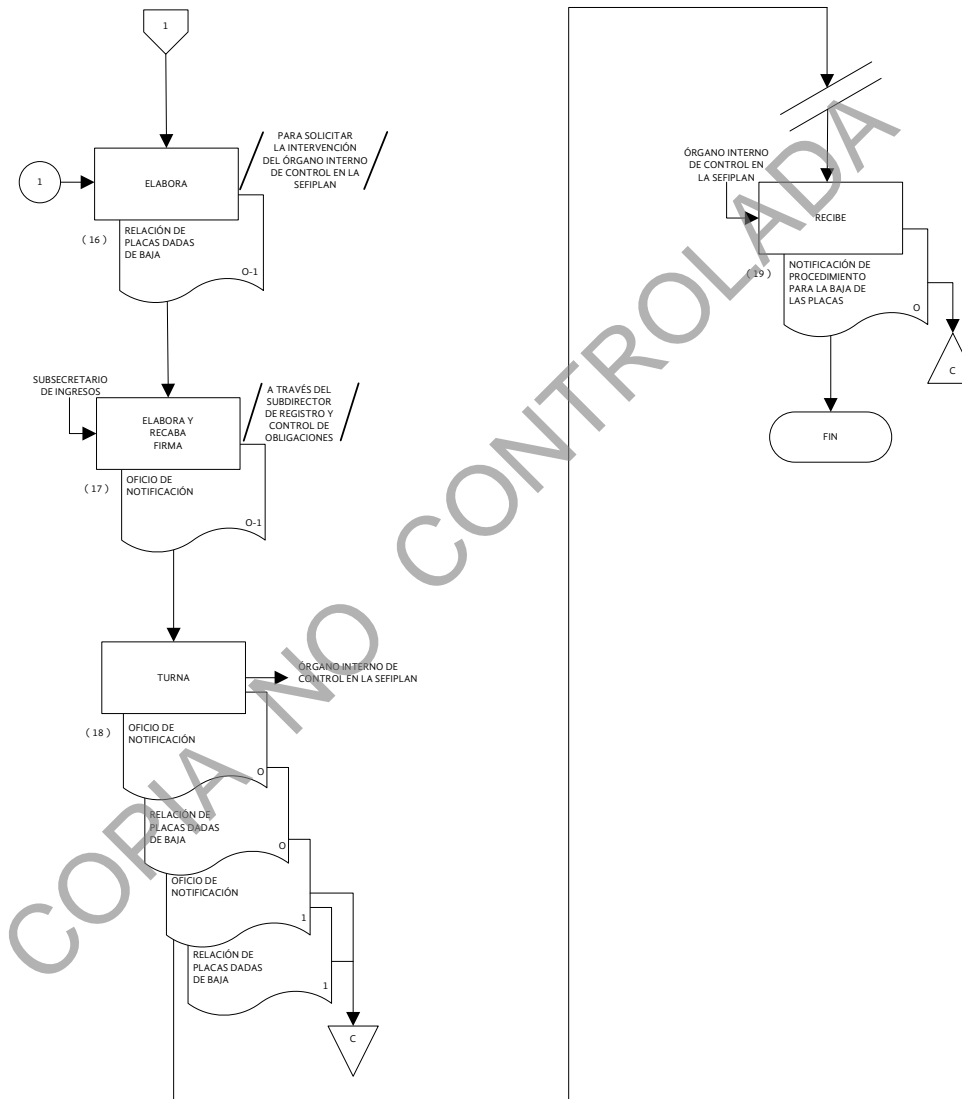 1
PARA SOLICITAR
LA INTERVENCIÓN
DEL ÓRGANO INTERNO
DE CONTROL EN LA
SEFIPLAN
1
ELABORA
( 16 )
RELACIÓN DE
PLACAS DADAS
DE BAJA
O-1
SUBSECRETARIO
DE INGRESOS
A TRAVÉS DEL
SUBDIRECTOR
DE REGISTRO Y
CONTROL DE
OBLIGACIONES
ELABORA Y
RECABA
FIRMA
( 17 )
OFICIO DE
NOTIFICACIÓN
O-1
TURNA
ÓRGANO INTERNO DE
CONTROL EN LA SEFIPLAN
( 18 )
OFICIO DE
NOTIFICACIÓN
O
RELACIÓN DE
PLACAS DADAS
DE BAJA
O
OFICIO DE
NOTIFICACIÓN
1
RELACIÓN DE
PLACAS DADAS
DE BAJA
1
C
ÓRGANO INTERNO
DE CONTROL EN
LA SEFIPLAN
RECIBE
( 19 )
NOTIFICACIÓN DE
PROCEDIMIENTO
PARA LA BAJA DE
LAS PLACAS
O
C
FIN
COPIA NO CONTROLADA